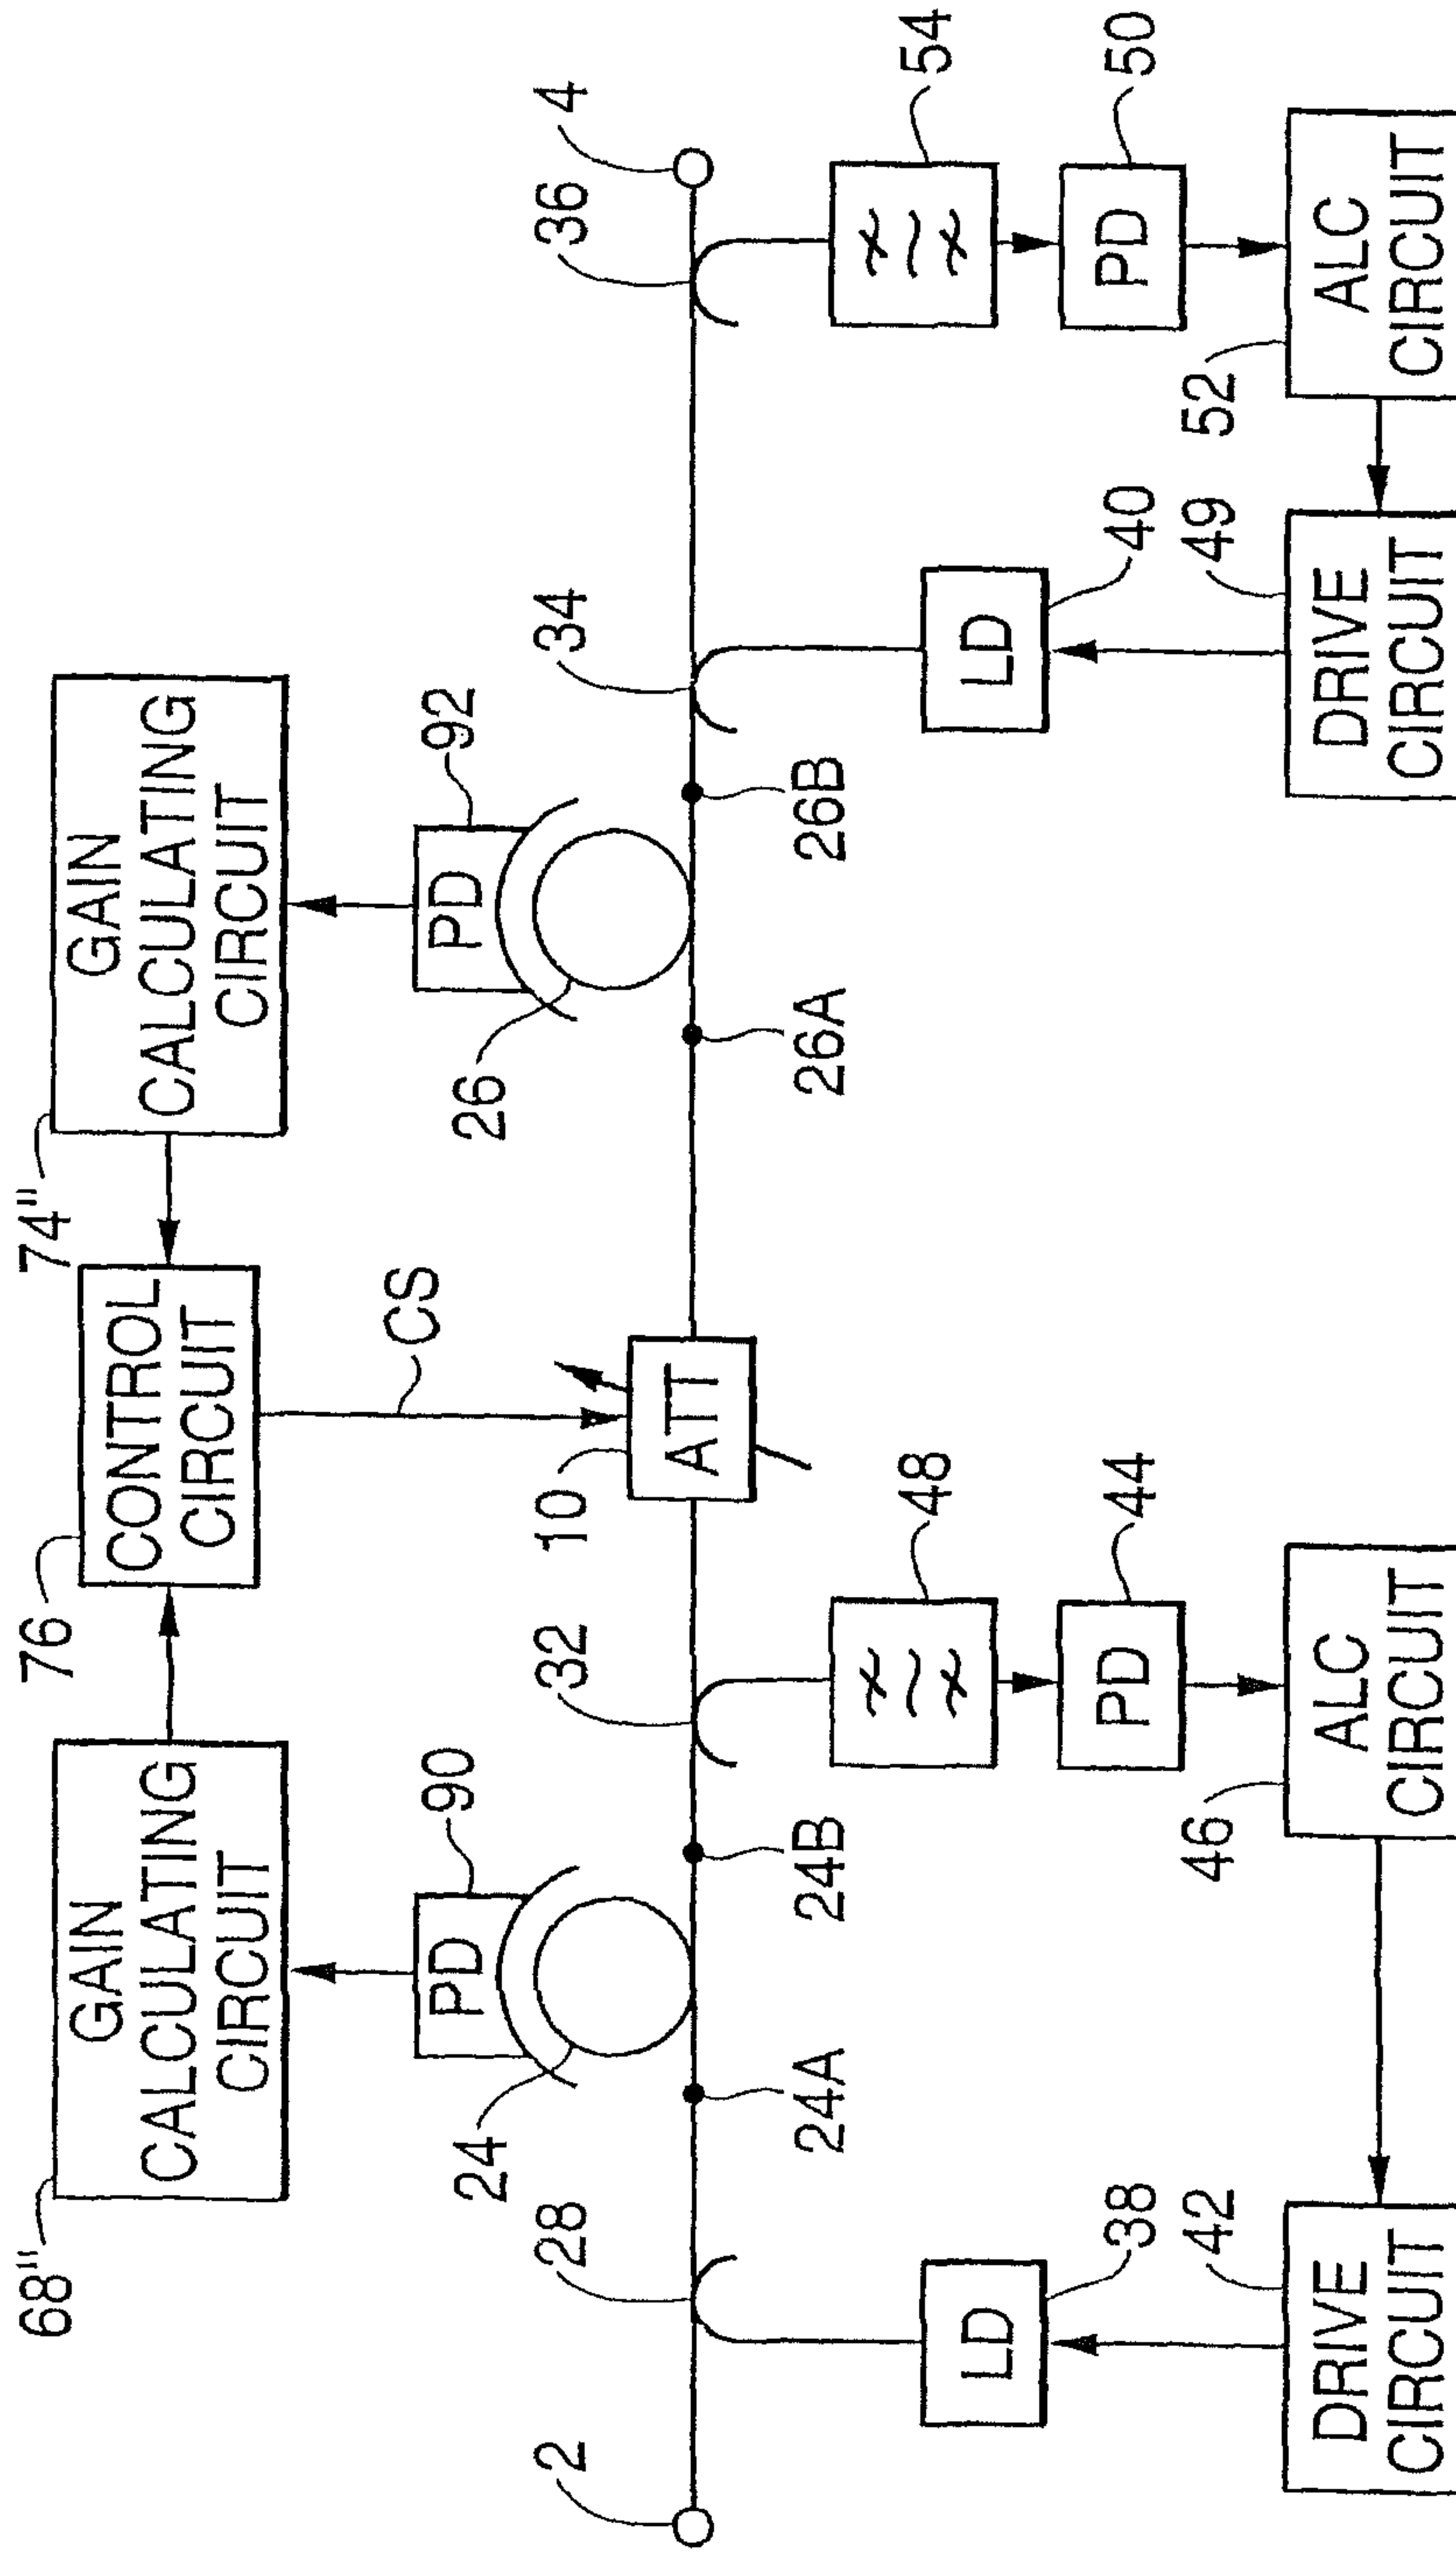 68"
GAIN
CALCULATING
CIRCUIT
76
CONTROL
CIRCUIT
74"
GAIN
CALCULATING
CIRCUIT
CS
90
PD
92
PD
2
28
24
24A
24B
32
10
ATT
26
26A
26B
34
36
4
LD
38
48
PD
44
LD
40
54
PD
50
DRIVE
CIRCUIT
42
ALC
CIRCUIT
46
DRIVE
CIRCUIT
49
ALC
CIRCUIT
52